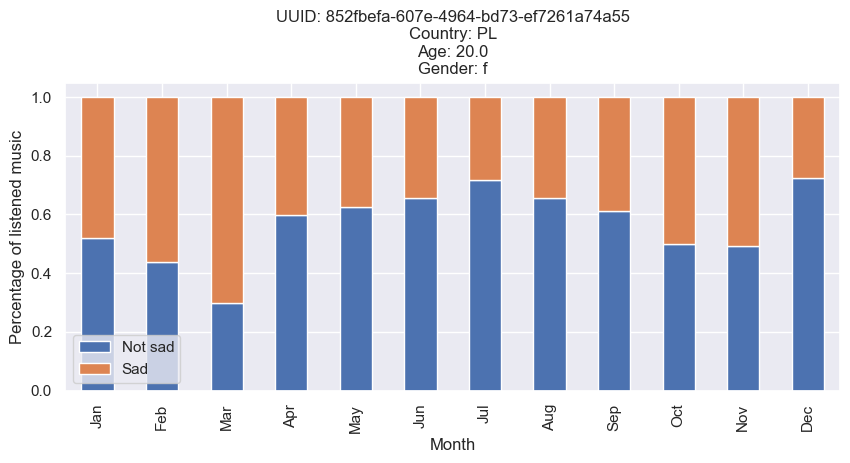 UUID: 852fbefa-607e-4964-bd73-ef7261a74a55
Country: PL
Age: 20.0
Gender: f
Percentage of listened music
1.0
0.8
0.6
0.4
0.2
0.0
Not sad
Sad
Jan
Feb
Mar
Apr
May
Jun
Jul
Aug
Sep
Oct
Nov
Dec
Month